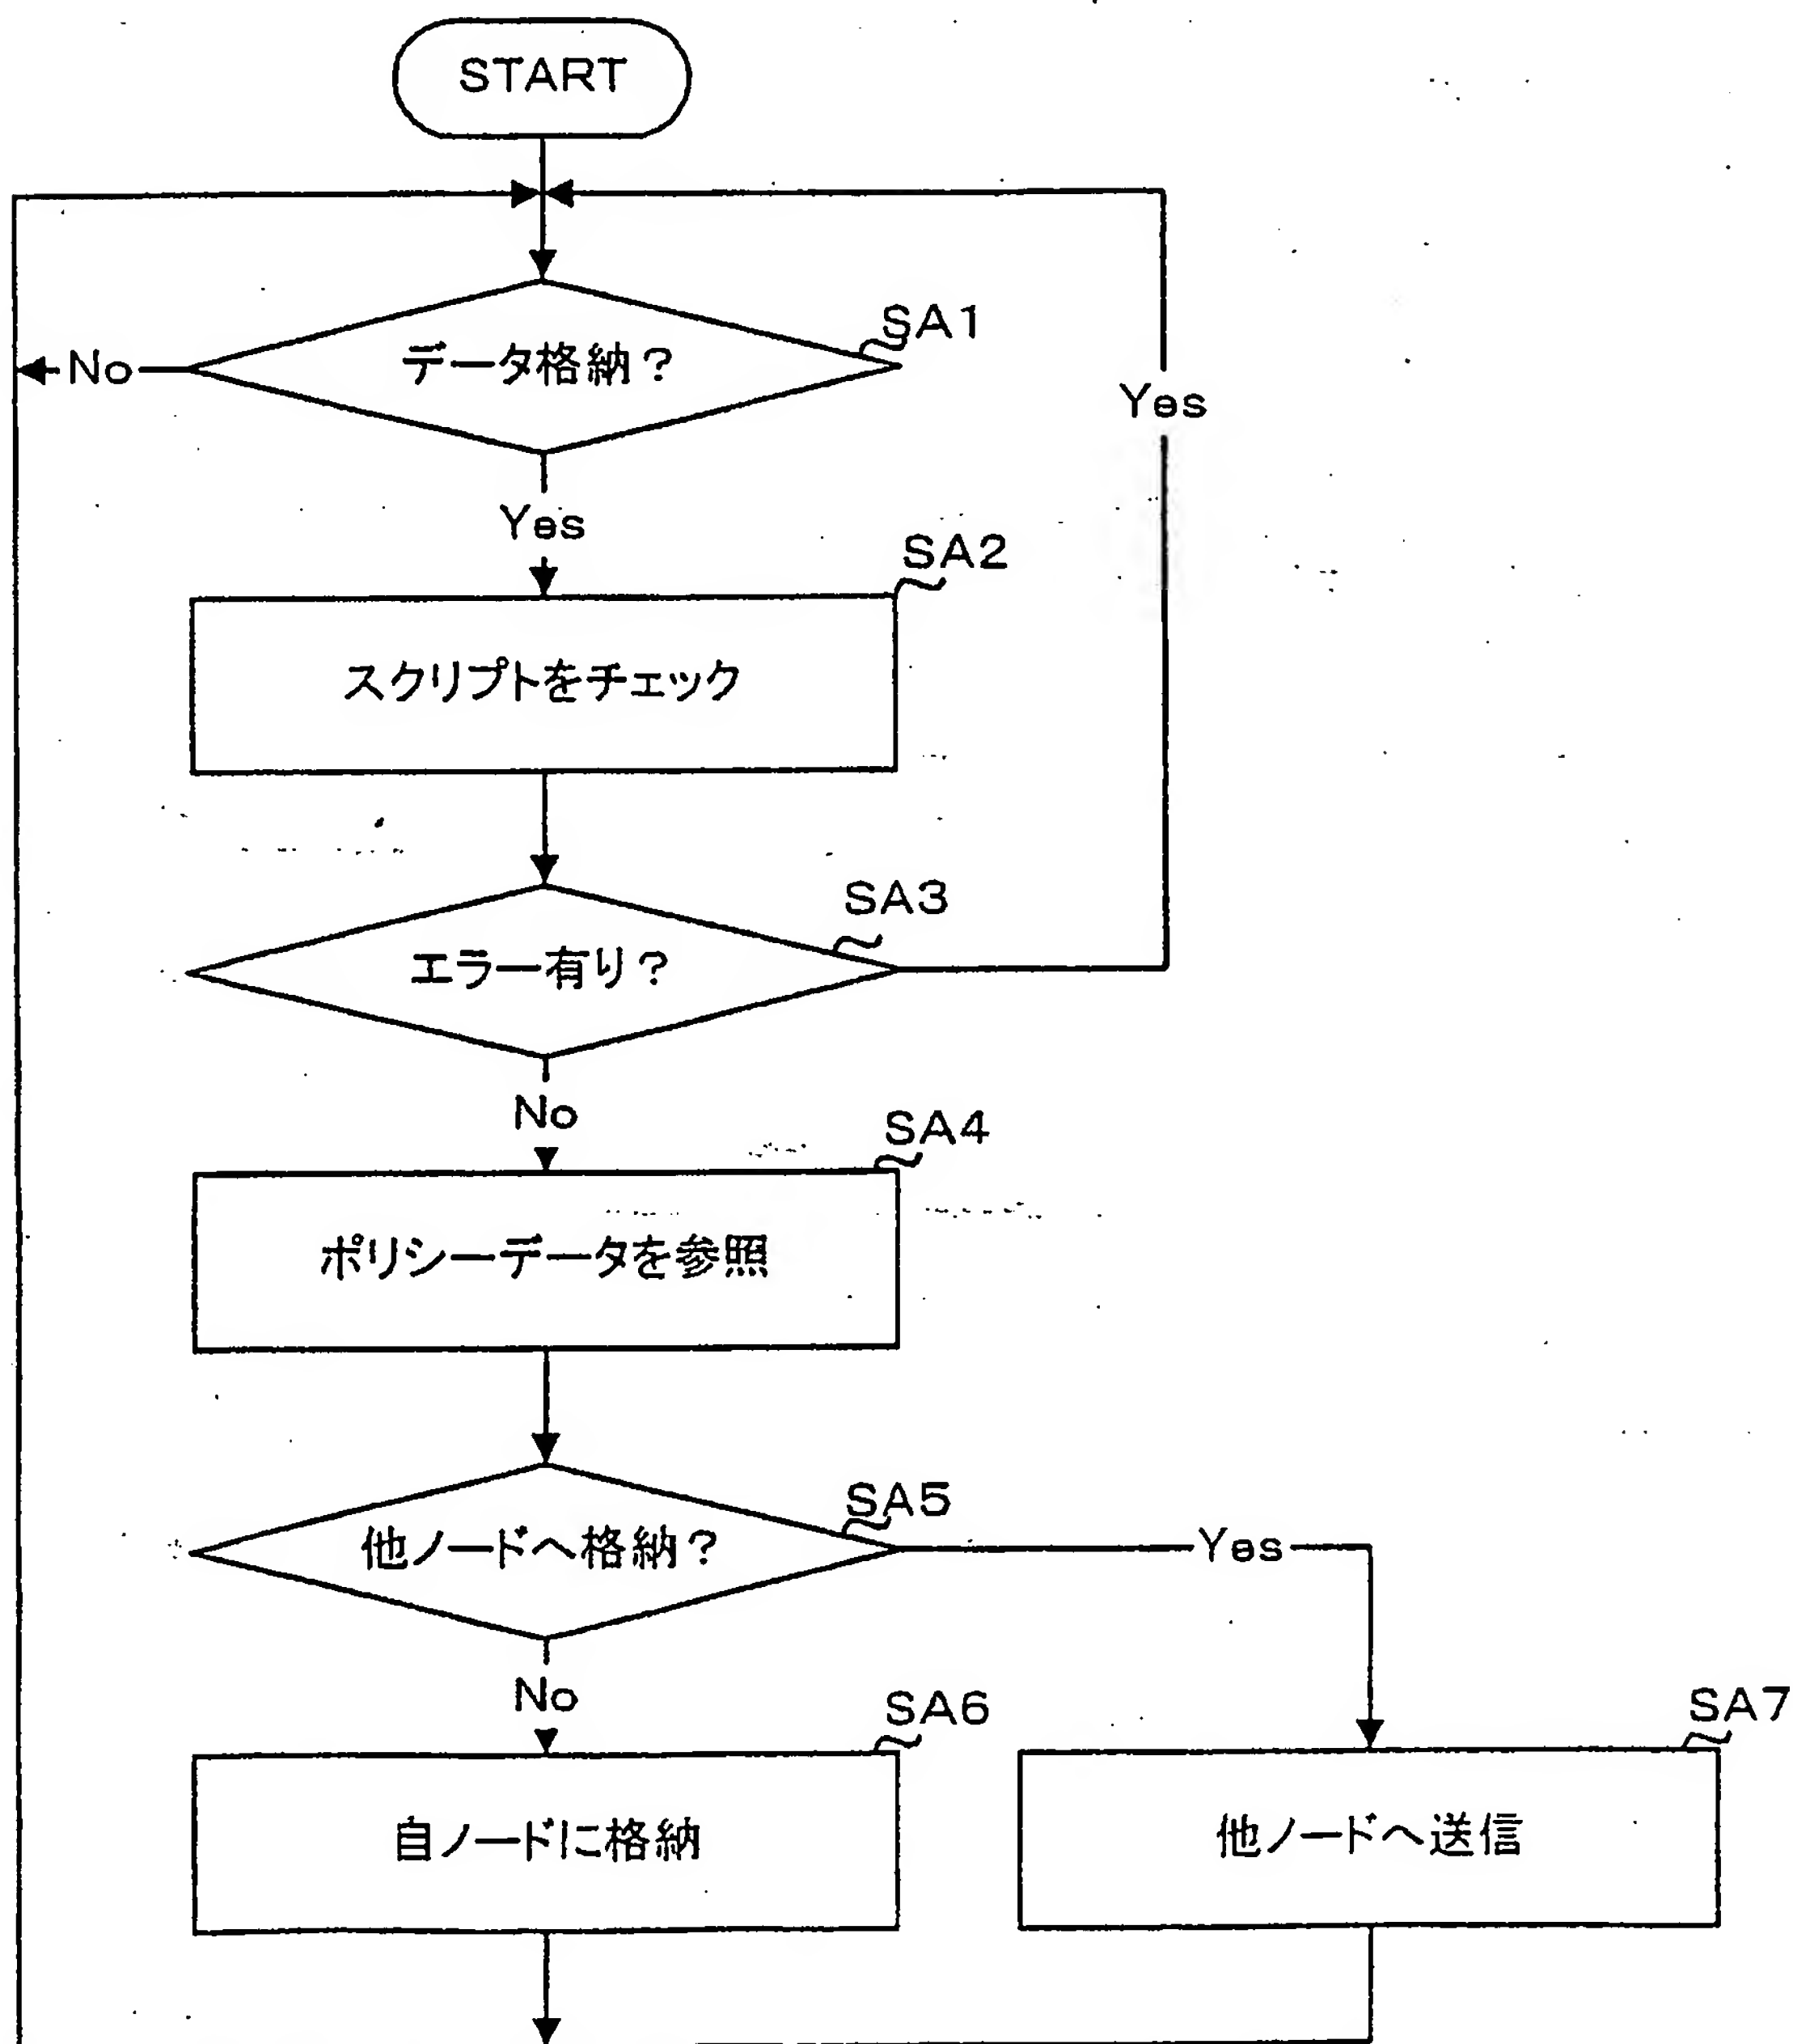 START
SA1
データ格納？
No
Yes
Yes
SA2
スクリプトをチェック
SA3
エラー有り？
No
SA4
ポリシーデータを参照
SA5
他ノードへ格納？
Yes
No
SA6
SA7
自ノードに格納
他ノードへ送信